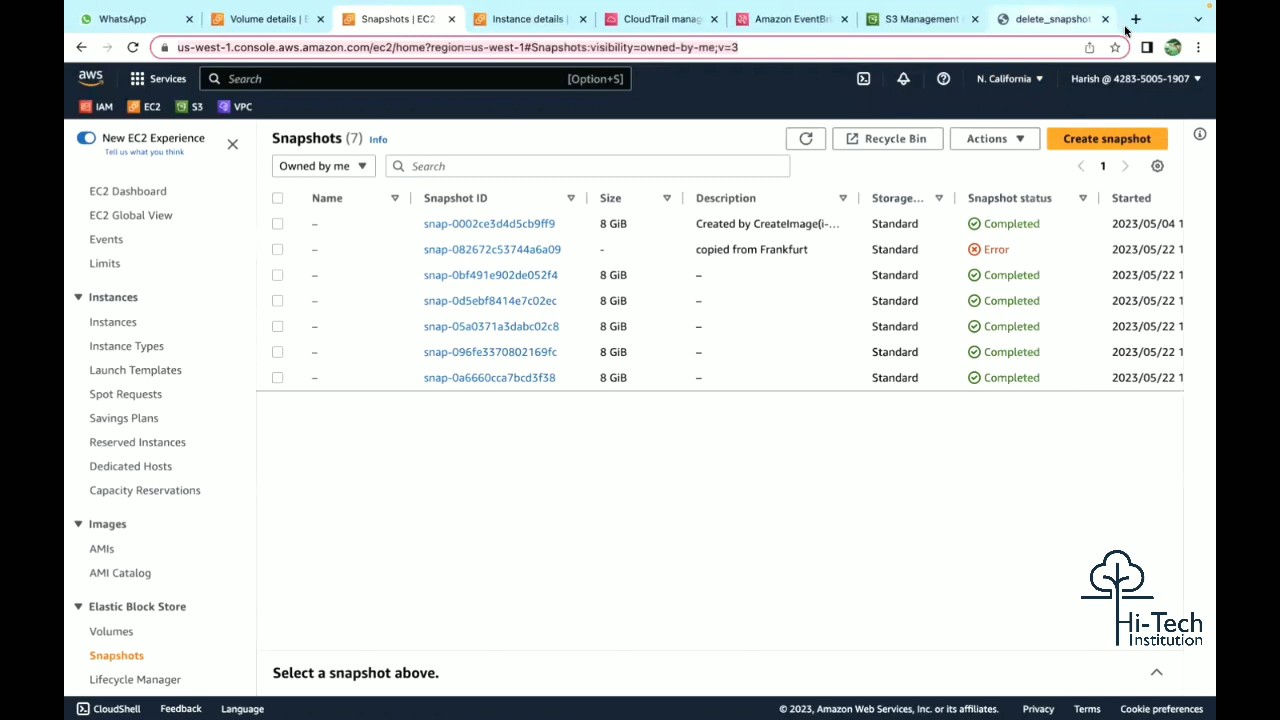 WhatsApp
Volume details | E
Snapshots | EC2
Instance details |
CloudTrail manag
Amazon EventBri
S3 Management
delete_snapshot
us-west-1.console.aws.amazon.com/ec2/home?region=us-west-1#Snapshots:visibility=owned-by-me;v=3
aws
Services
Search
[Option+S]
N. California
Harish @ 4283-5005-1907
IAM
EC2
S3
VPC
New EC2 Experience
Tell us what you think
EC2 Dashboard
EC2 Global View
Events
Limits
Instances
Instances
Instance Types
Launch Templates
Spot Requests
Savings Plans
Reserved Instances
Dedicated Hosts
Capacity Reservations
Images
AMIs
AMI Catalog
Elastic Block Store
Volumes
Snapshots
Lifecycle Manager
Snapshots (7) Info
Recycle Bin
Actions
Create snapshot
Owned by me
Search
1
Name Snapshot ID Size Description Storage... Snapshot status Started
– snap-0002ce3d4d5cb9ff9 8 GiB Created by CreateImage(i-... Standard Completed 2023/05/04 1
– snap-082672c53744a6a09 - copied from Frankfurt Standard Error 2023/05/22 1
– snap-0bf491e902de052f4 8 GiB – Standard Completed 2023/05/22 1
– snap-0d5ebf8414e7c02ec 8 GiB – Standard Completed 2023/05/22 1
– snap-05a0371a3dabc02c8 8 GiB – Standard Completed 2023/05/22 1
– snap-096fe3370802169fc 8 GiB – Standard Completed 2023/05/22 1
– snap-0a6660cca7bcd3f38 8 GiB – Standard Completed 2023/05/22 1
Hi-Tech
Institution
Select a snapshot above.
CloudShell
Feedback
Language
© 2023, Amazon Web Services, Inc. or its affiliates.
Privacy
Terms
Cookie preferences